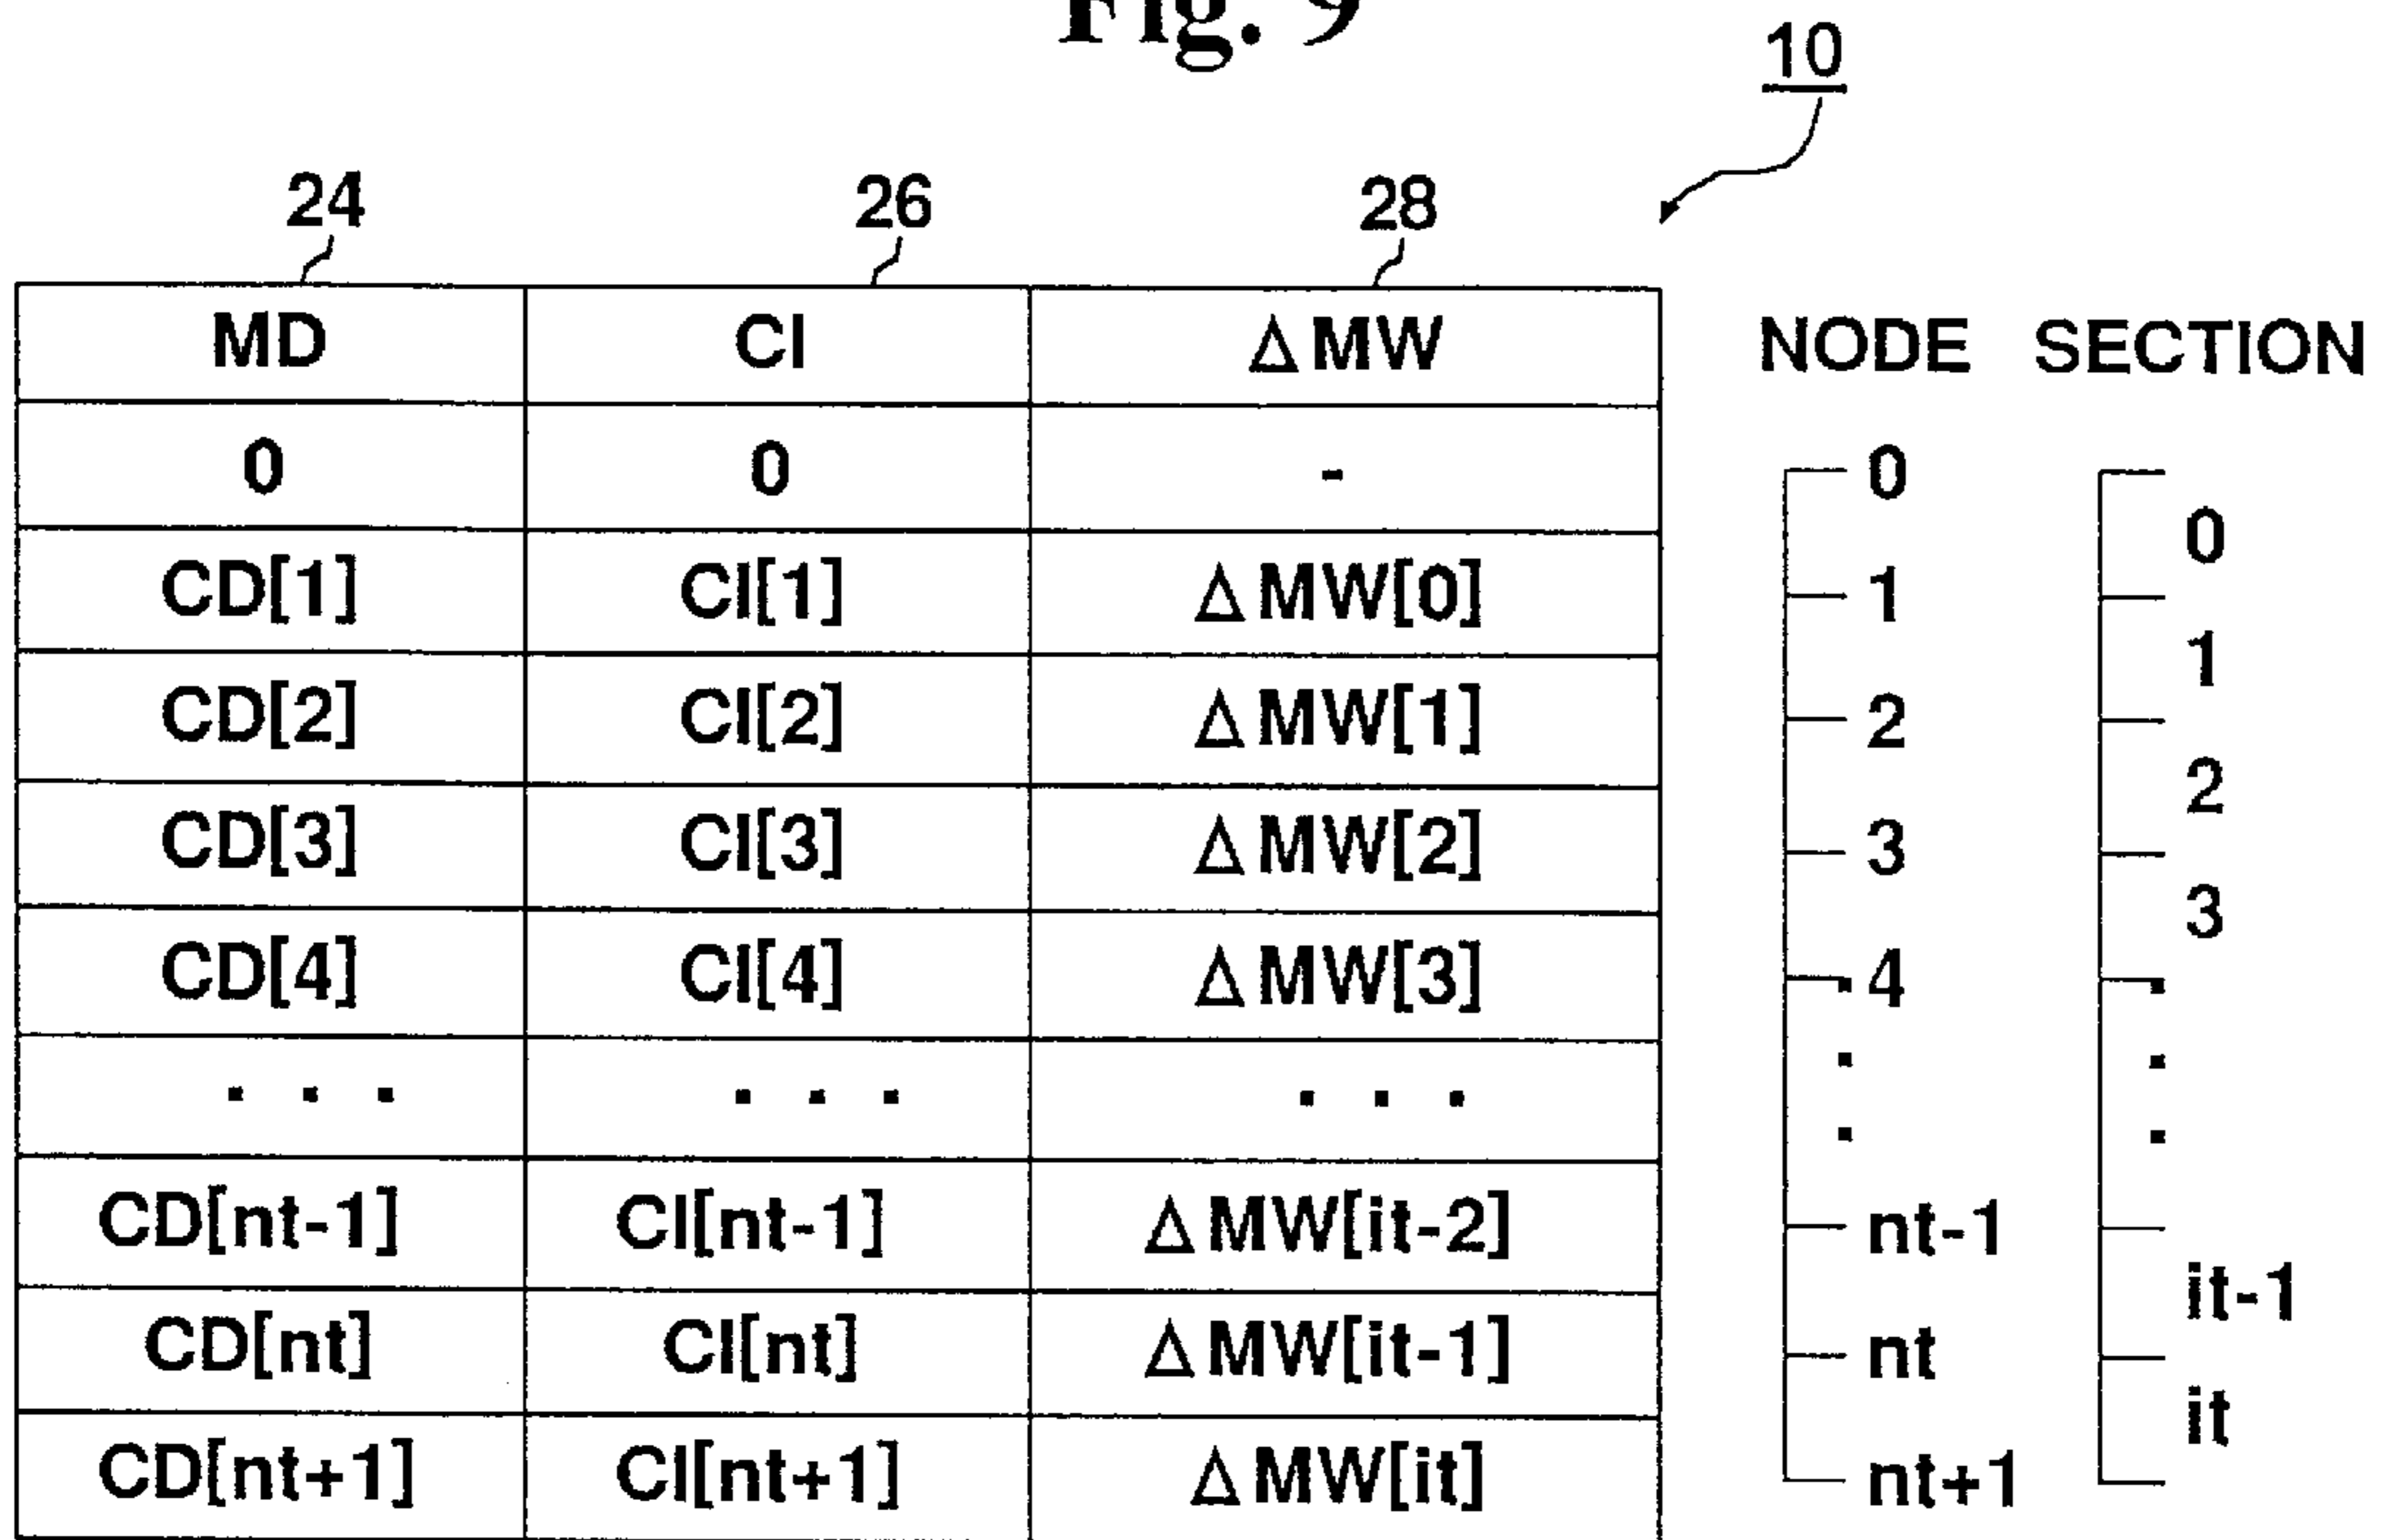 Fig. 9
10
24 26 28
MD CI ΔMW NODE SECTION
0 0 - 0
0
CD[1] CI[1] ΔMW[0] 1
1
CD[2] CI[2] ΔMW[1] 2
2
CD[3] CI[3] ΔMW[2] 3
3
CD[4] CI[4] ΔMW[3] 4
. . . . . . . . .
CD[nt-1] CI[nt-1] ΔMW[it-2] nt-1
it-1
CD[nt] CI[nt] ΔMW[it-1] nt
it
CD[nt+1] CI[nt+1] ΔMW[it] nt+1